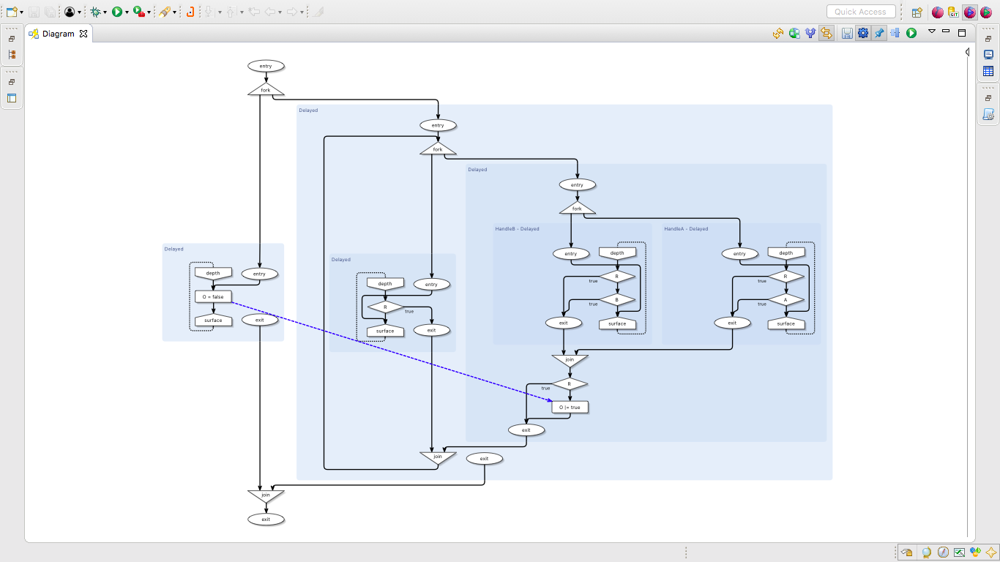 Quick Access
GIT
Diagram
entry
fork
Delayed
entry
fork
Delayed
entry
fork
HandleB - Delayed
HandleA - Delayed
Delayed
depth
entry
O = false
surface
exit
Delayed
depth
entry
R
true
surface
exit
entry
depth
R
true
B
true
exit
surface
entry
depth
R
true
A
true
exit
surface
join
R
true
O |= true
exit
join
exit
join
exit